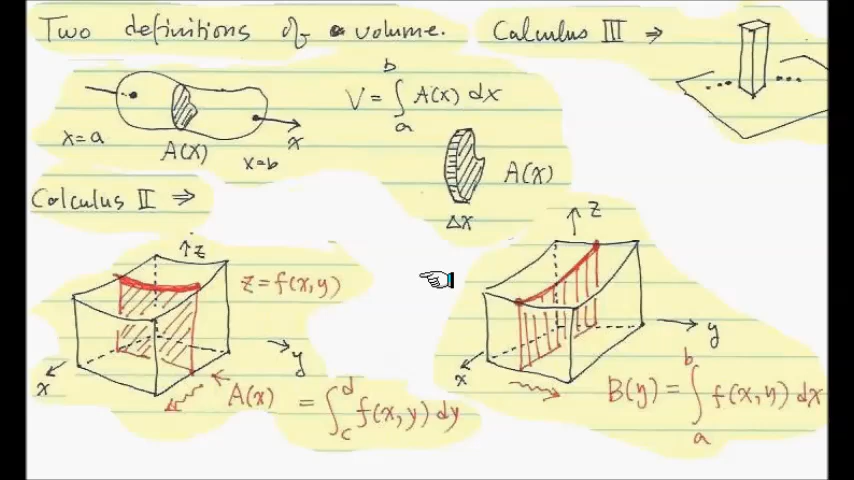 Two definitions of a volume.
Calculus III ⇒
V = ∫_a^b A(x) dx
x=a
A(x)
x=b
x
A(x)
Δx
Calculus II ⇒
z
z = f(x,y)
x
y
A(x) = ∫_c^d f(x,y) dy
z
x
y
B(y) = ∫_a^b f(x,y) dx